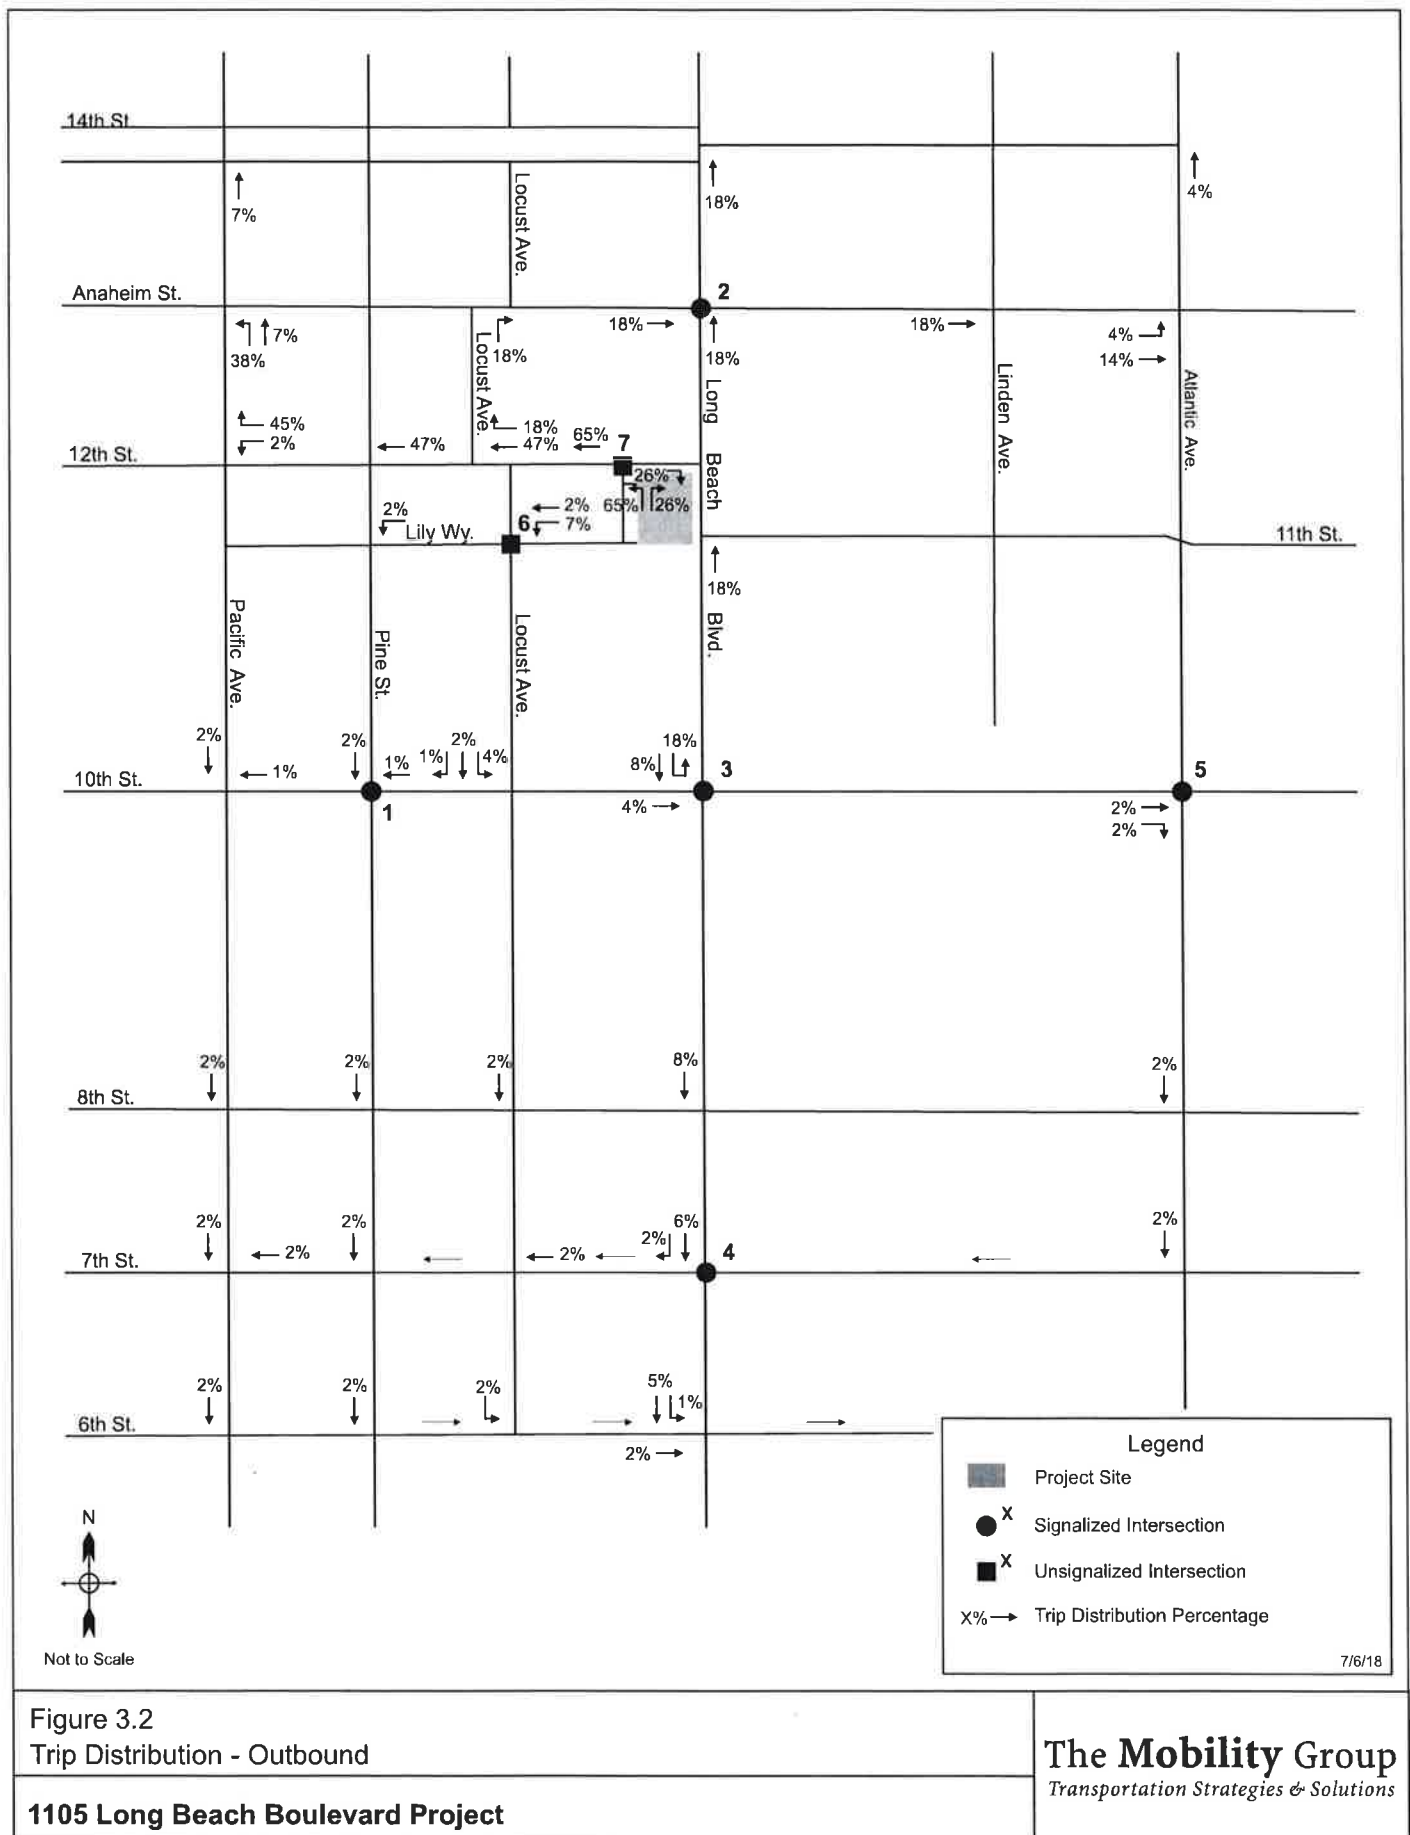 14th St.
7%
Locust Ave.
18%
4%
Anaheim St.
2
7%
38%
Locust Ave.
18%
18%
18%
18%
4%
14%
Long
Beach
Blvd.
Linden Ave.
Atlantic Ave.
45%
2%
12th St.
47%
18%
47%
65%
7
26%
65%
26%
2%
Lily Wy.
6
2%
7%
11th St.
18%
Pacific Ave.
Pine St.
Locust Ave.
2%
1%
2%
1%
1%
2%
4%
8%
18%
3
5
10th St.
1
4%
2%
2%
2%
2%
2%
8%
2%
8th St.
2%
2%
2%
2%
2%
6%
4
2%
7th St.
2%
2%
2%
5%
1%
6th St.
2%
N
Not to Scale
Legend
Project Site
X
Signalized Intersection
X
Unsignalized Intersection
X%
Trip Distribution Percentage
7/6/18
Figure 3.2
Trip Distribution - Outbound
1105 Long Beach Boulevard Project
The Mobility Group
Transportation Strategies & Solutions